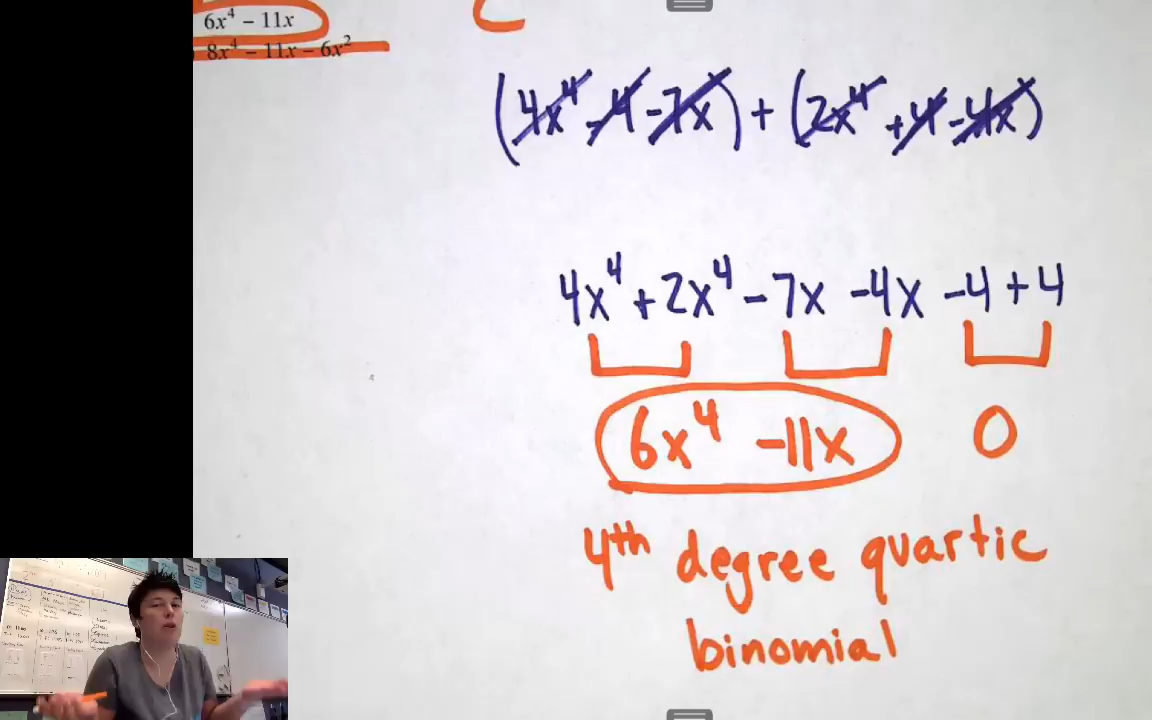 6x⁴ − 11x
8x⁴ − 11x − 6x²
(4x⁴ -4 -7x) + (2x⁴ +4 -4x)
4x⁴ + 2x⁴ - 7x - 4x - 4 + 4
6x⁴ -11x 0
4th degree quartic
binomial